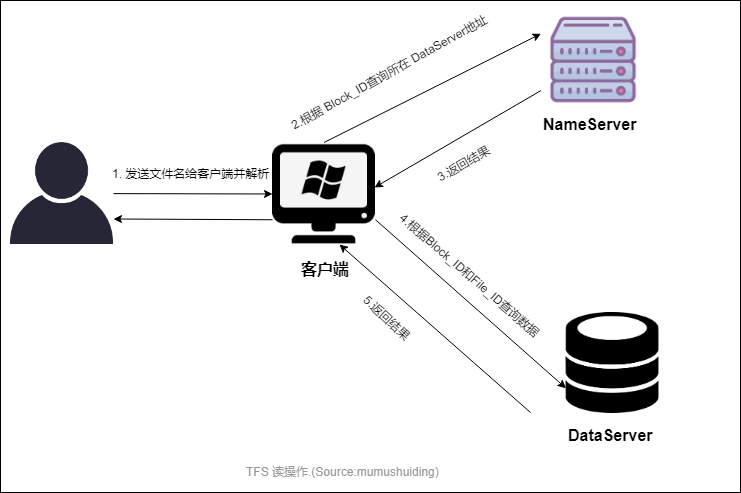 2.根据 Block_ID查询所在 DataServer地址
NameServer
1. 发送文件名给客户端并解析
3.返回结果
客户端
4.根据Block_ID和File_ID查询数据
5.返回结果
DataServer
TFS 读操作.(Source:mumushuiding)